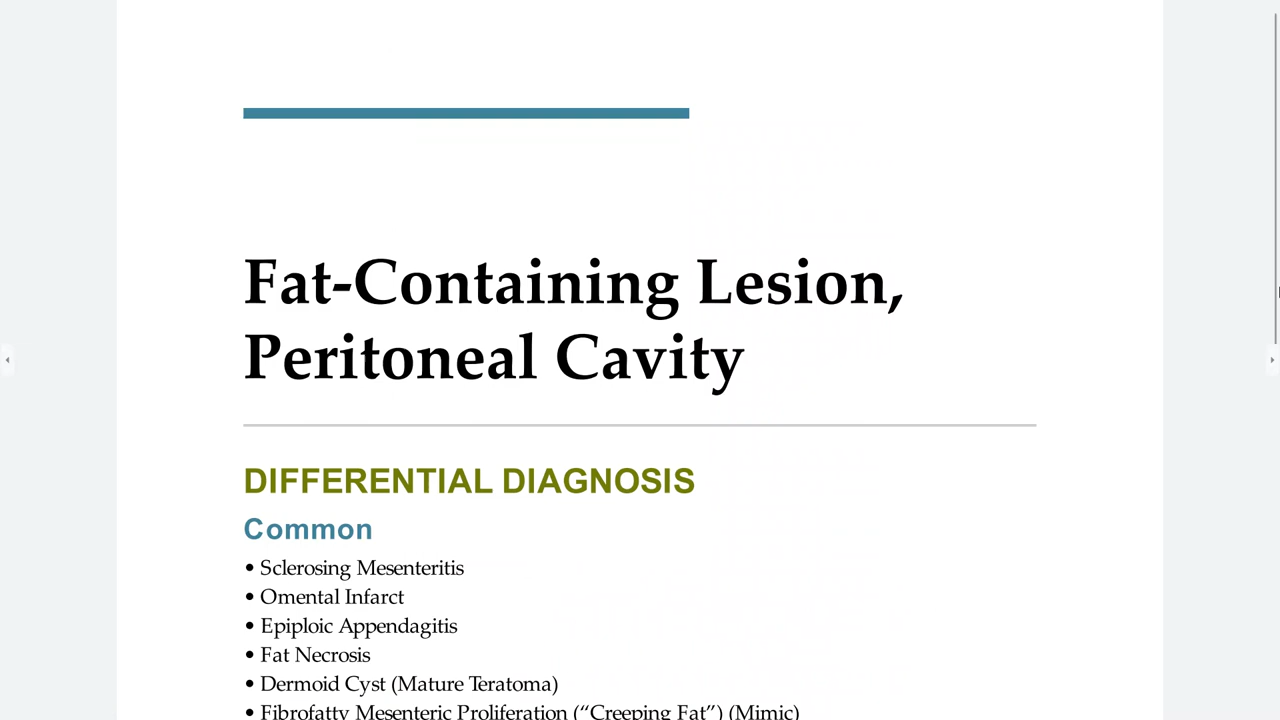 Fat-Containing Lesion,
Peritoneal Cavity
DIFFERENTIAL DIAGNOSIS
Common
• Sclerosing Mesenteritis
• Omental Infarct
• Epiploic Appendagitis
• Fat Necrosis
• Dermoid Cyst (Mature Teratoma)
• Fibrofatty Mesenteric Proliferation (“Creeping Fat”) (Mimic)